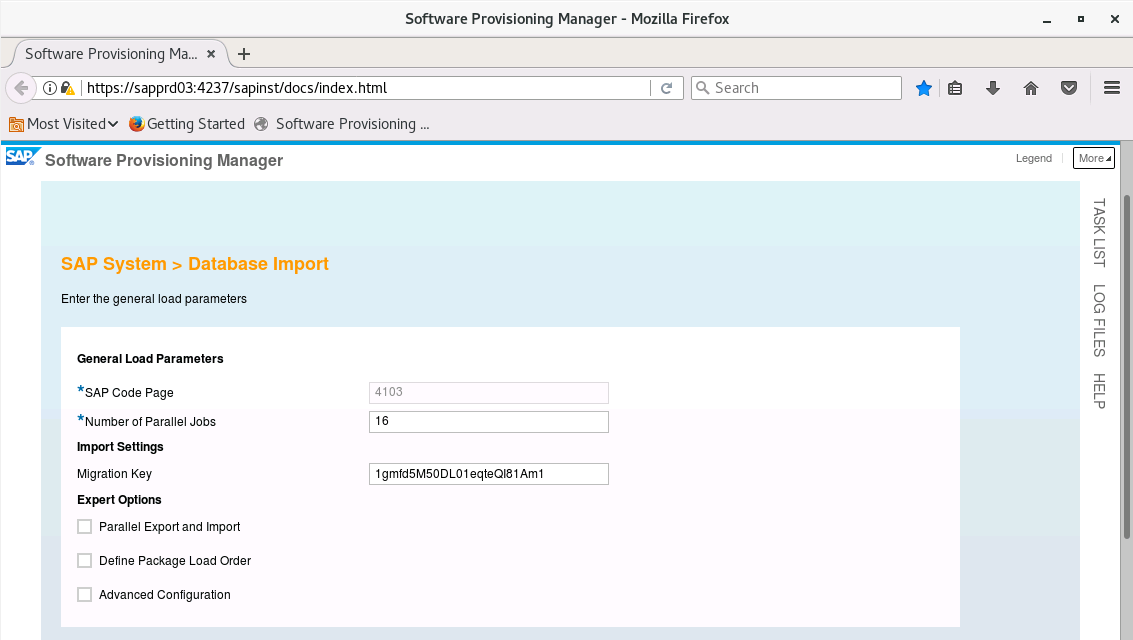 Software Provisioning Manager - Mozilla Firefox
Software Provisioning Ma...
https://sapprd03:4237/sapinst/docs/index.html
Search
Most Visited
Getting Started
Software Provisioning ...
SAP Software Provisioning Manager
Legend
More
TASK LIST
LOG FILES
HELP
SAP System > Database Import
Enter the general load parameters
General Load Parameters
*SAP Code Page 4103
*Number of Parallel Jobs 16
Import Settings
Migration Key 1gmfd5M50DL01eqteQI81Am1
Expert Options
Parallel Export and Import
Define Package Load Order
Advanced Configuration